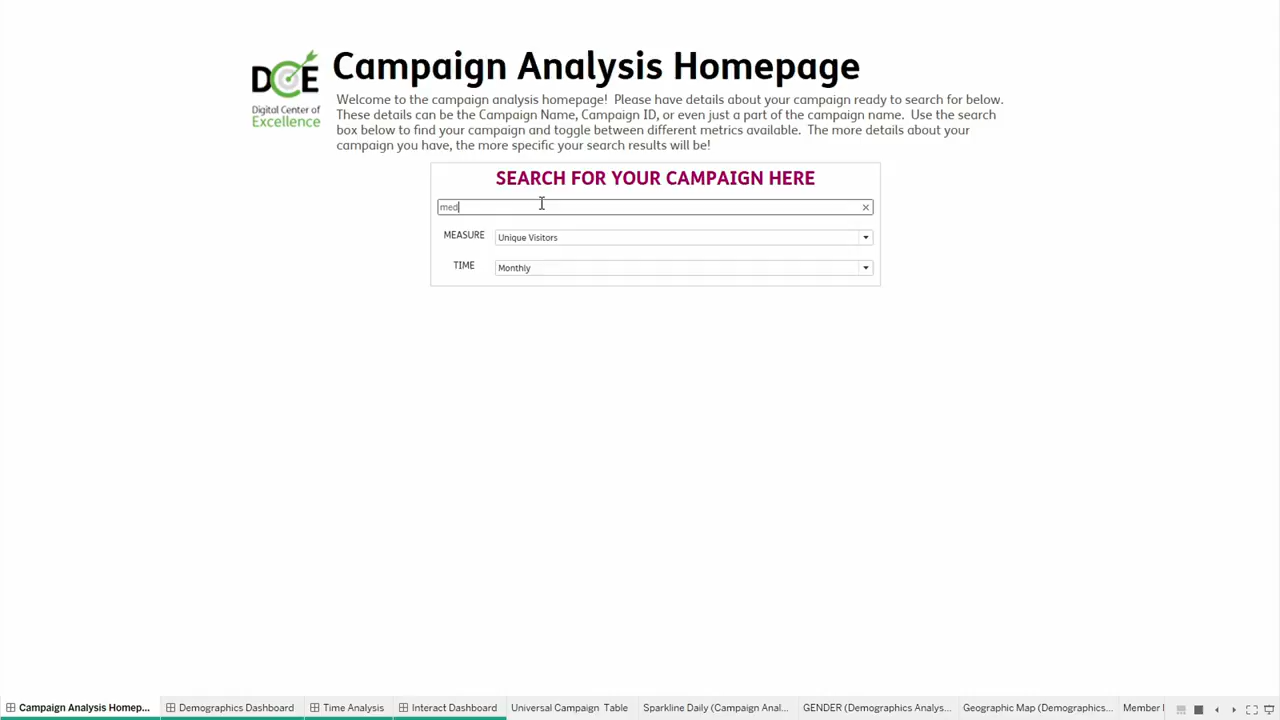 DCE
Digital Center of
Excellence
Campaign Analysis Homepage
Welcome to the campaign analysis homepage!  Please have details about your campaign ready to search for below.
These details can be the Campaign Name, Campaign ID, or even just a part of the campaign name.  Use the search
box below to find your campaign and toggle between different metrics available.  The more details about your
campaign you have, the more specific your search results will be!
SEARCH FOR YOUR CAMPAIGN HERE
med
MEASURE Unique Visitors
TIME Monthly
Campaign Analysis Homep... Demographics Dashboard Time Analysis Interact Dashboard Universal Campaign Table Sparkline Daily (Campaign Anal... GENDER (Demographics Analys... Geographic Map (Demographics... Member